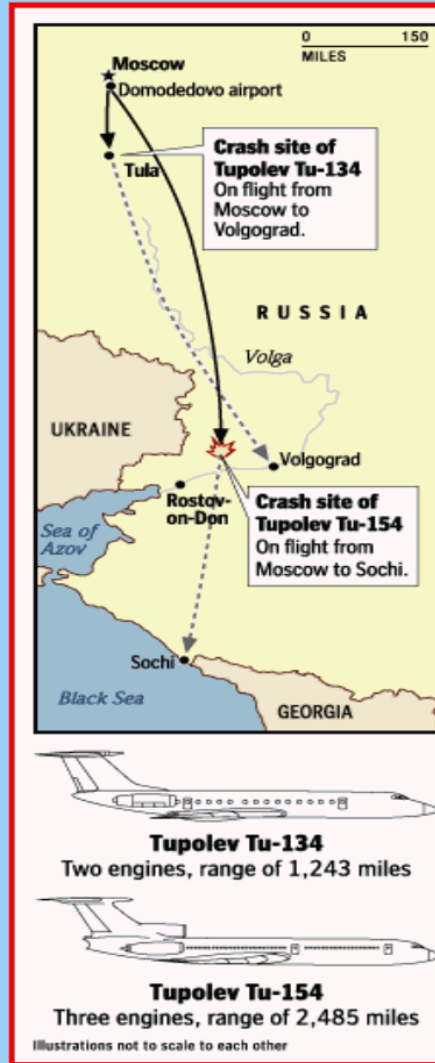 0 150
MILES
Moscow
Domodedovo airport
Crash site of
Tupolev Tu-134
On flight from
Moscow to
Volgograd.
Tula
RUSSIA
Volga
UKRAINE
Volgograd
Rostov-
on-Don
Crash site of
Tupolev Tu-154
On flight from
Moscow to Sochi.
Sea of
Azov
Sochi
Black Sea
GEORGIA
Tupolev Tu-134
Two engines, range of 1,243 miles
Tupolev Tu-154
Three engines, range of 2,485 miles
Illustrations not to scale to each other